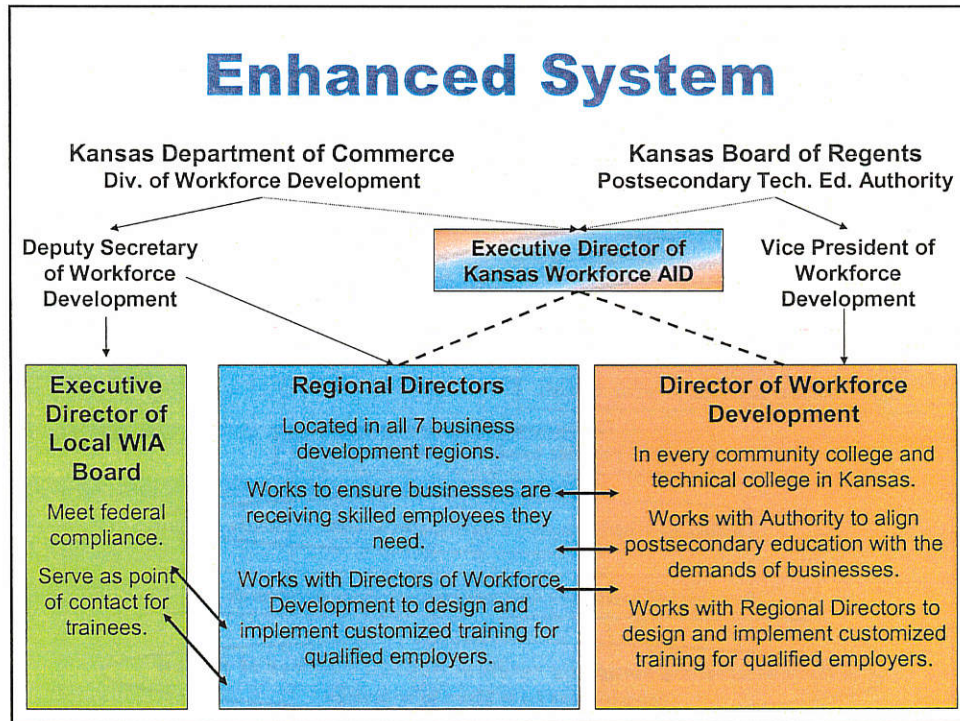 Enhanced System
Kansas Department of Commerce
Div. of Workforce Development
Kansas Board of Regents
Postsecondary Tech. Ed. Authority
Deputy Secretary
of Workforce
Development
Executive Director of
Kansas Workforce AID
Vice President of
Workforce
Development
Executive
Director of
Local WIA
Board
Meet federal
compliance.
Serve as point
of contact for
trainees.
Regional Directors
Located in all 7 business
development regions.
Works to ensure businesses are
receiving skilled employees they
need.
Works with Directors of Workforce
Development to design and
implement customized training for
qualified employers.
Director of Workforce
Development
In every community college and
technical college in Kansas.
Works with Authority to align
postsecondary education with the
demands of businesses.
Works with Regional Directors to
design and implement customized
training for qualified employers.